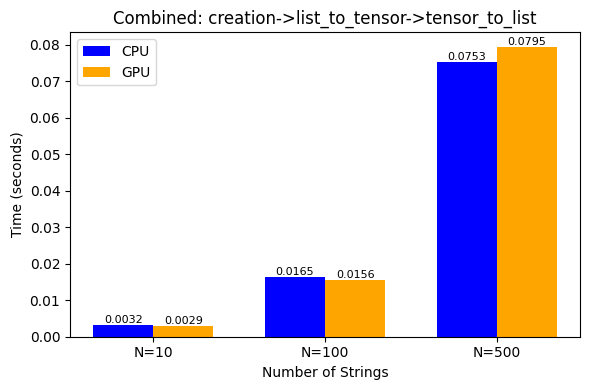 Combined: creation->list_to_tensor->tensor_to_list
CPU
GPU
Time (seconds)
0.08
0.07
0.06
0.05
0.04
0.03
0.02
0.01
0.00
0.0032
0.0029
0.0165
0.0156
0.0753
0.0795
N=10
N=100
N=500
Number of Strings